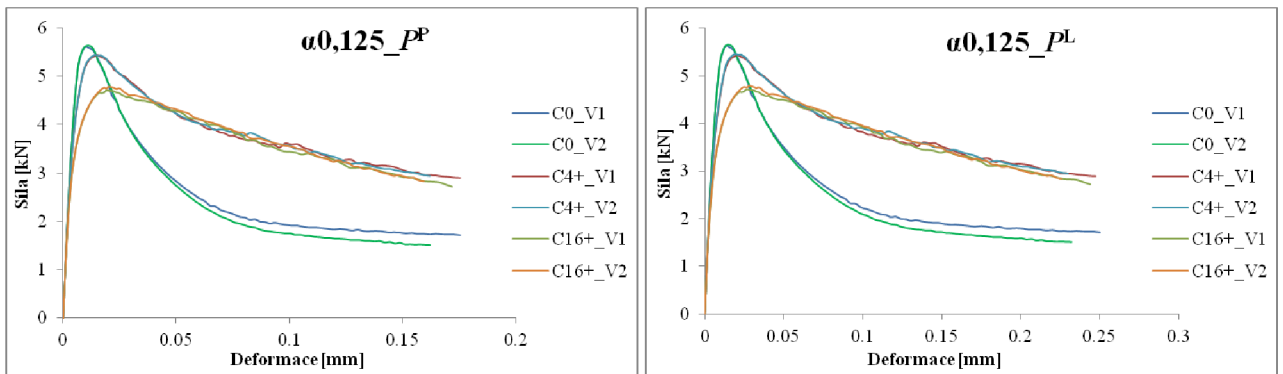 α0,125_Pᴾ
6
5
4
3
2
1
0
Síla [kN]
0 0.05 0.1 0.15 0.2
Deformace [mm]
C0_V1
C0_V2
C4+_V1
C4+_V2
C16+_V1
C16+_V2
α0,125_Pᴸ
6
5
4
3
2
1
0
Síla [kN]
0 0.05 0.1 0.15 0.2 0.25 0.3
Deformace [mm]
C0_V1
C0_V2
C4+_V1
C4+_V2
C16+_V1
C16+_V2